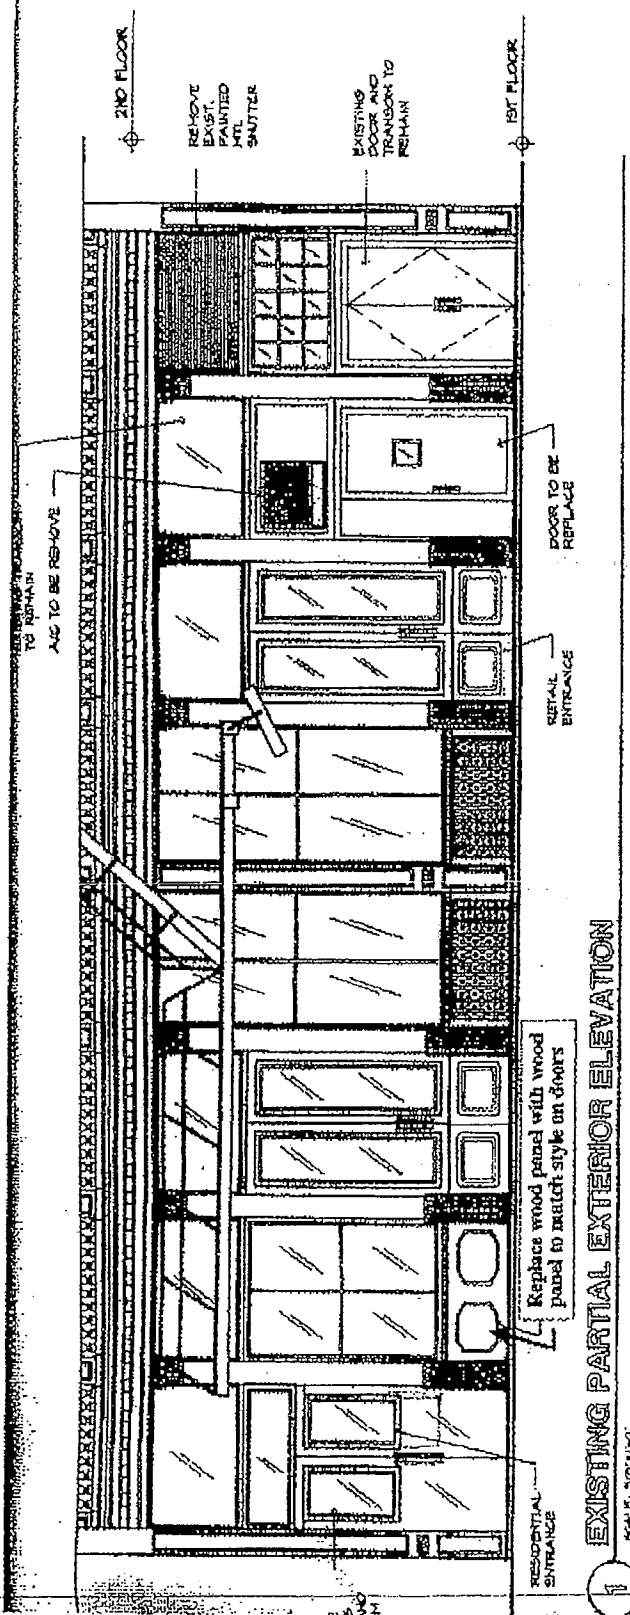 TO REMAIN
A/C TO BE REMOVE
2ND FLOOR
REMOVE
EXIST.
PAINTED
MTL
SHUTTER
EXISTING
DOOR AND
TRANSOM TO
REMAIN
1ST FLOOR
RESIDENTIAL
ENTRANCE
Replace wood panel with wood
panel to match style on doors
RETAIL
ENTRANCE
DOOR TO BE
REPLACE
1
EXISTING PARTIAL EXTERIOR ELEVATION